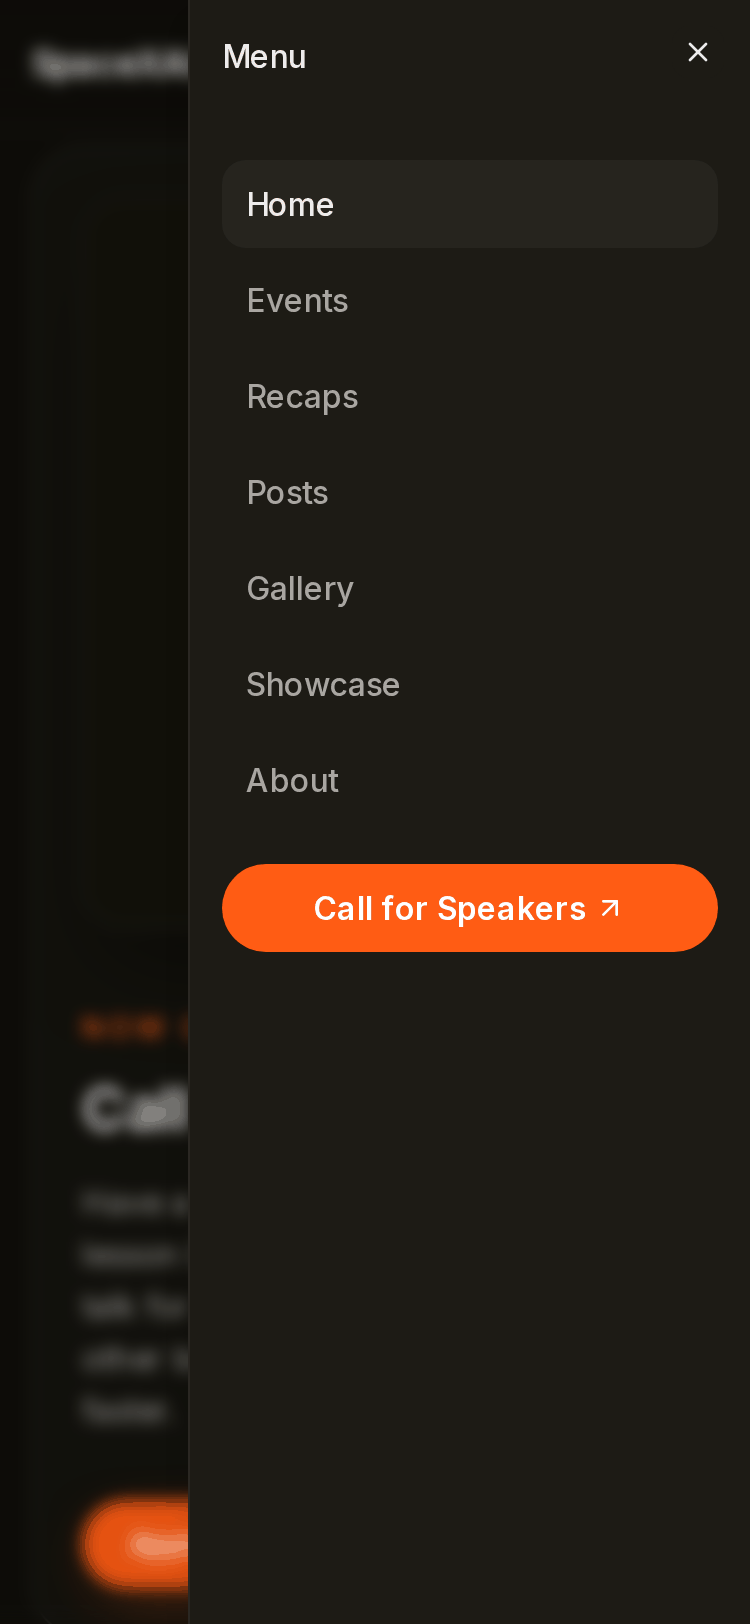 Menu
Home
Events
Recaps
Posts
Gallery
Showcase
About
Call for Speakers